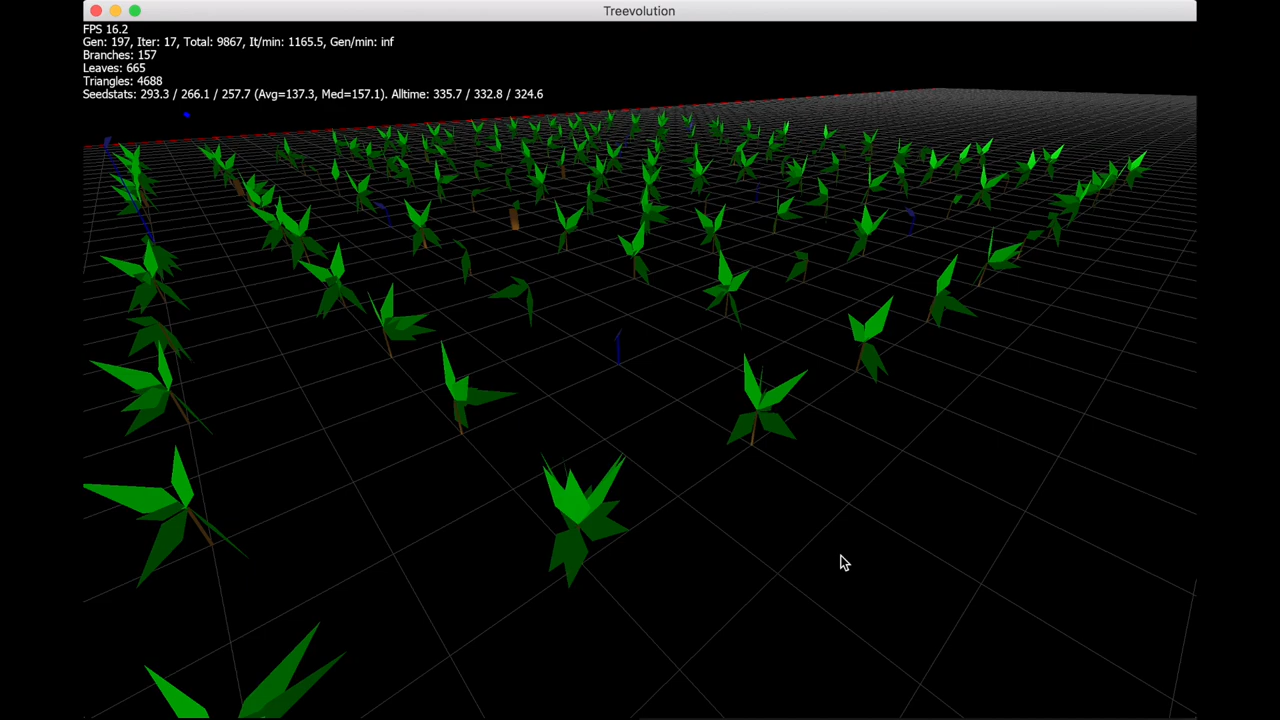 Treevolution
FPS 16.2
Gen: 197, Iter: 17, Total: 9867, It/min: 1165.5, Gen/min: inf
Branches: 157
Leaves: 665
Triangles: 4688
Seedstats: 293.3 / 266.1 / 257.7 (Avg=137.3, Med=157.1). Alltime: 335.7 / 332.8 / 324.6